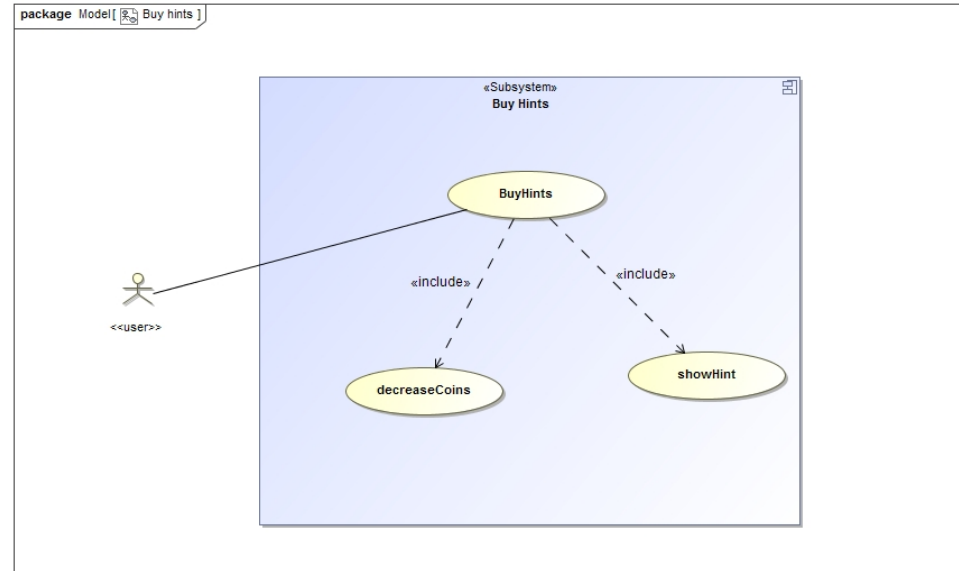 package Model[ Buy hints ]
«Subsystem»
Buy Hints
BuyHints
«include»
«include»
<<user>>
showHint
decreaseCoins